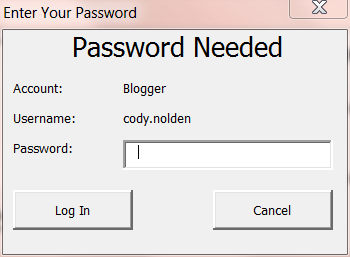 Enter Your Password
Password Needed
Account: Blogger
Username: cody.nolden
Password:
Log In Cancel